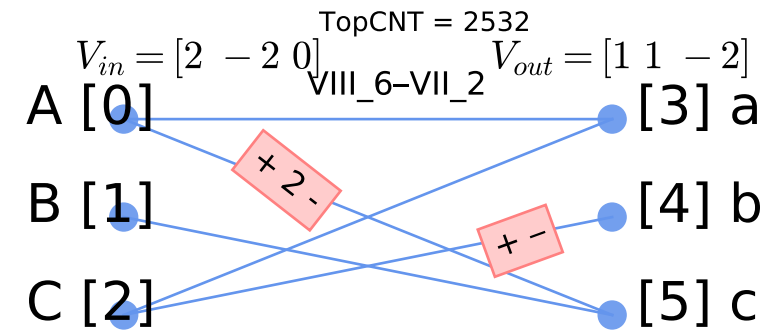 TopCNT = 2532
V_in = [2 −2 0] V_out = [1 1 −2]
VIII_6–VII_2
A [0] [3] a
+ 2 -
B [1] [4] b
+ −
C [2] [5] c